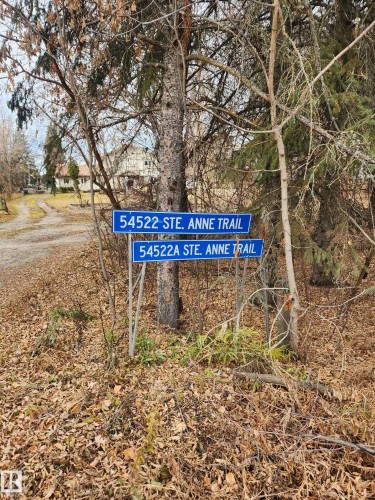 54522 STE. ANNE TRAIL
54522A STE. ANNE TRAIL